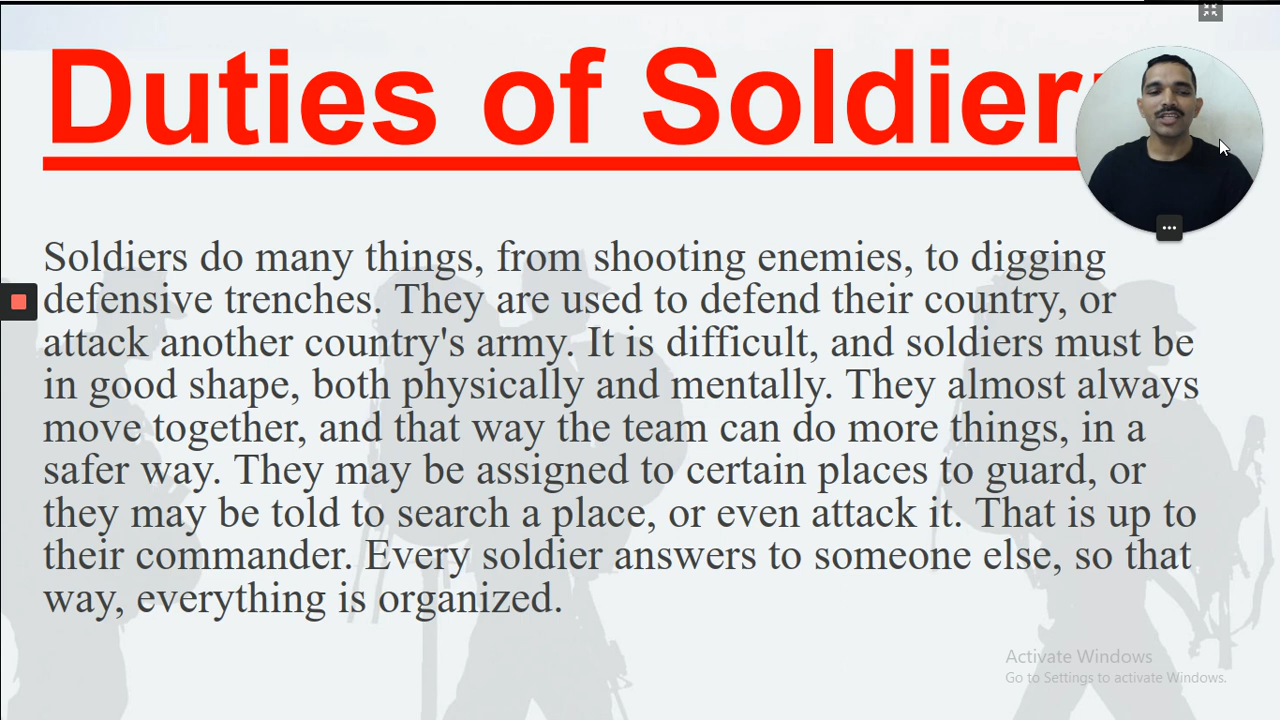 Duties of Soldier
Soldiers do many things, from shooting enemies, to digging
defensive trenches. They are used to defend their country, or
attack another country's army. It is difficult, and soldiers must be
in good shape, both physically and mentally. They almost always
move together, and that way the team can do more things, in a
safer way. They may be assigned to certain places to guard, or
they may be told to search a place, or even attack it. That is up to
their commander. Every soldier answers to someone else, so that
way, everything is organized.
Activate Windows
Go to Settings to activate Windows.